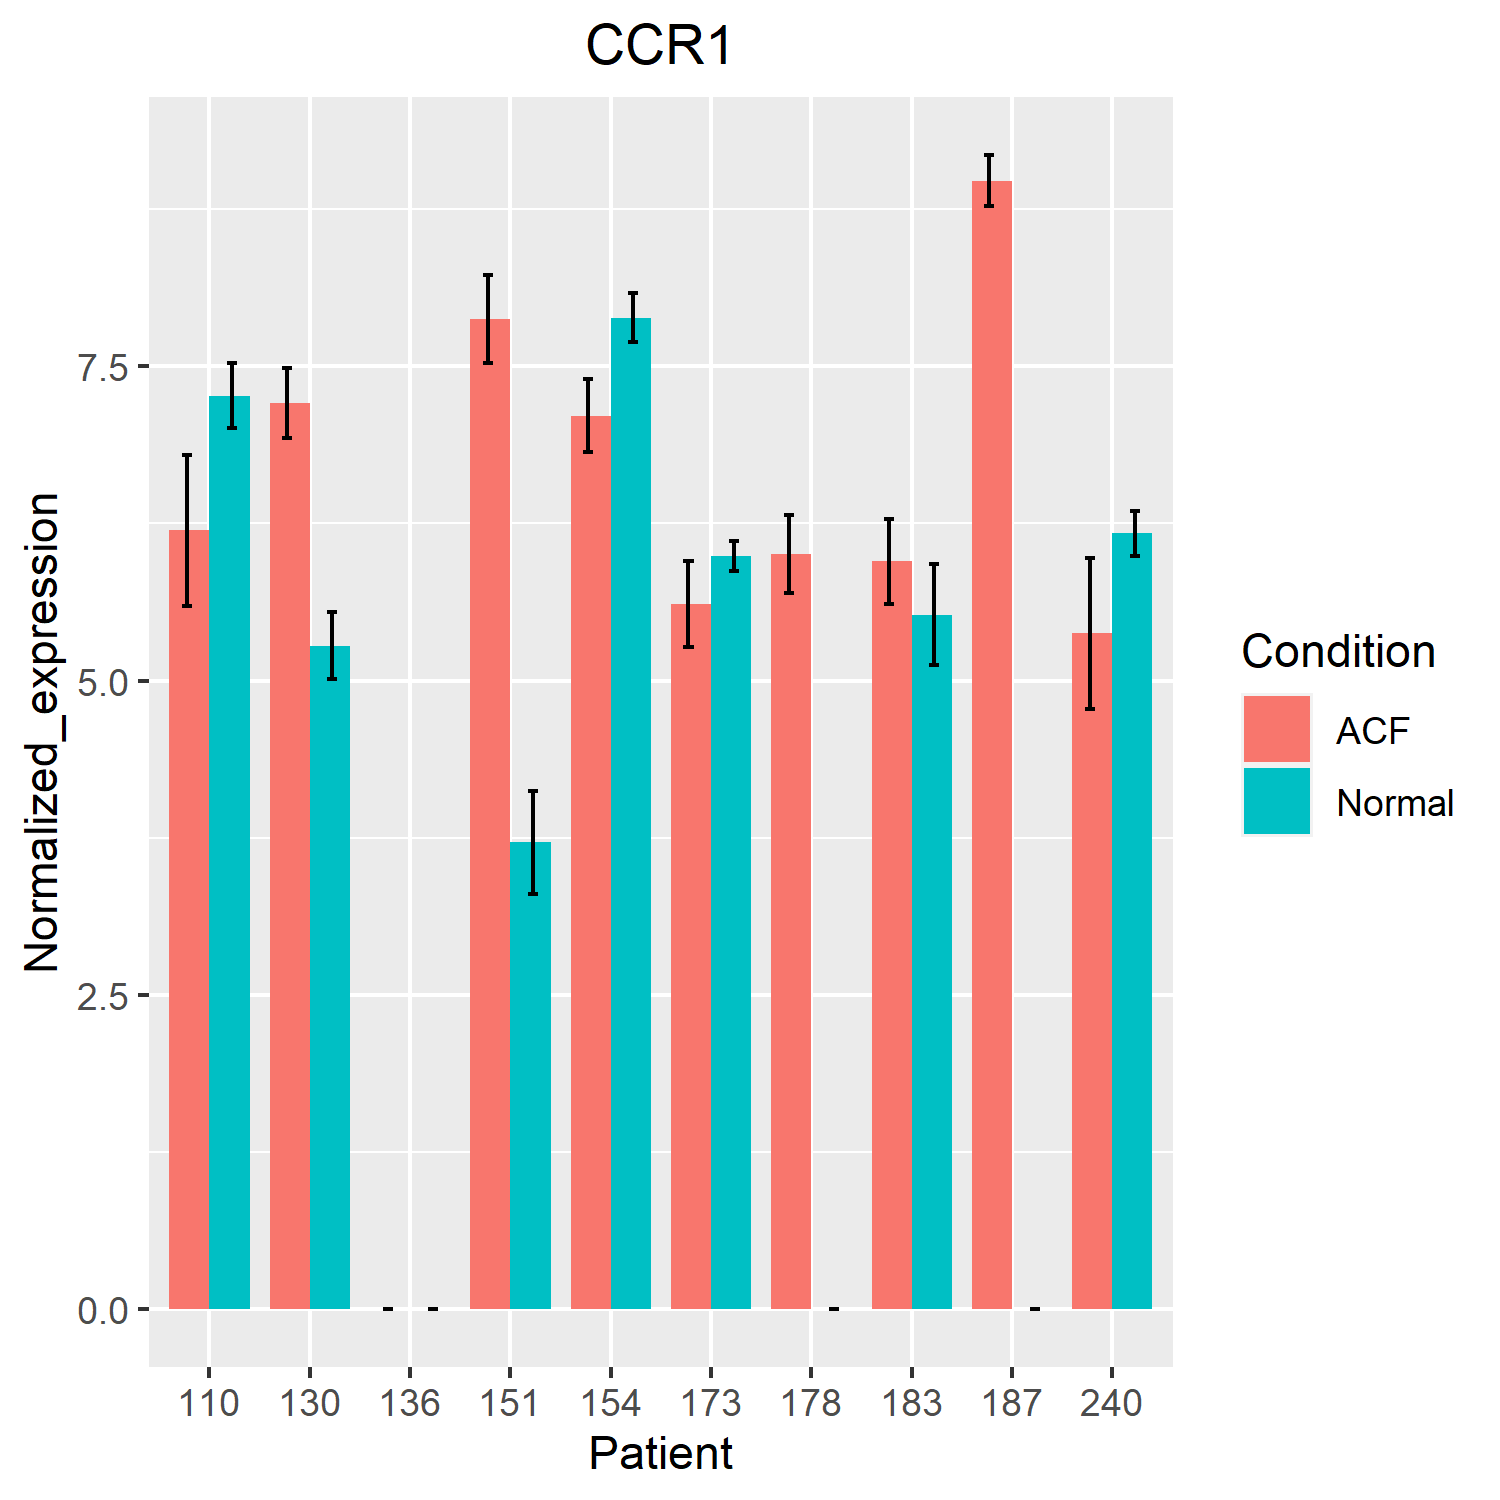 CCR1
Normalized_expression
7.5
5.0
2.5
0.0
110 130 136 151 154 173 178 183 187 240
Patient
Condition
ACF
Normal